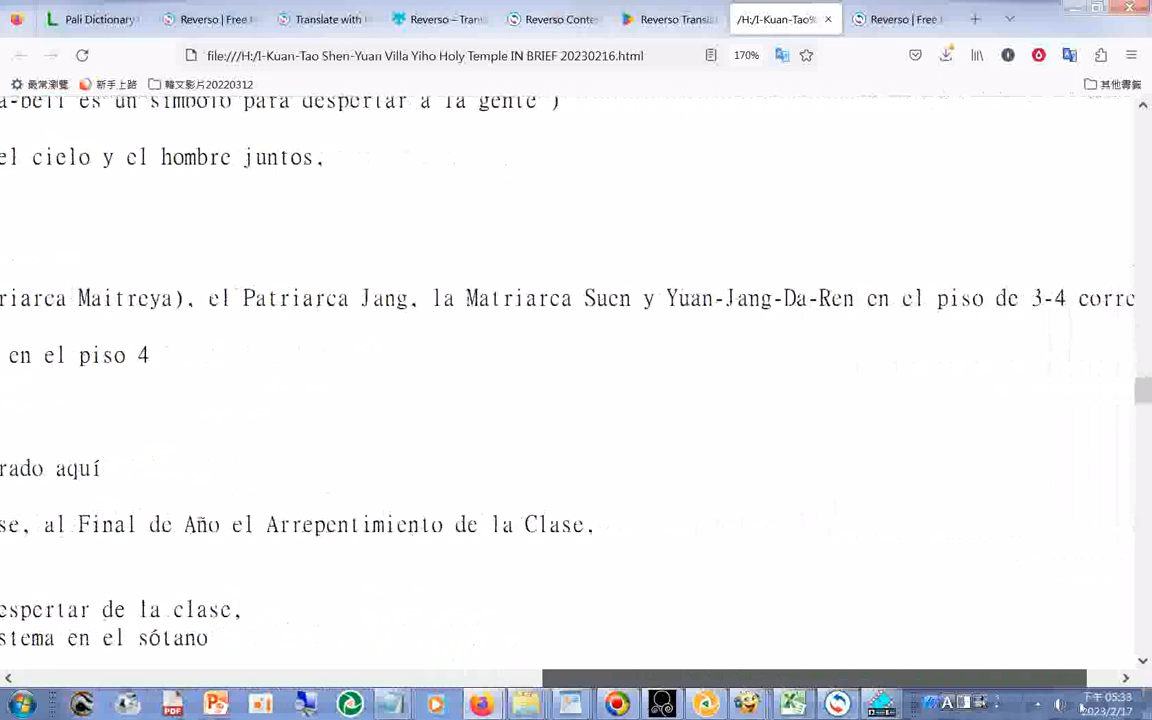 Pali Dictionary
Reverso | Free
Translate with
Reverso – Tran
Reverso Conte
Reverso Transl
/H:/I-Kuan-Tao%
Reverso | Free
file:///H:/I-Kuan-Tao Shen-Yuan Villa Yiho Holy Temple IN BRIEF 20230216.html
170%
最常瀏覽
新手上路
韓文影片20220312
其他書籤
a-bell es un símbolo para despertar a la gente )
el cielo y el hombre juntos,
riarca Maitreya), el Patriarca Jang, la Matriarca Suen y Yuan-Jang-Da-Ren en el piso de 3-4 corre
en el piso 4
rado aquí
se, al Final de Año el Arrepentimiento de la Clase,
espertar de la clase,
stema en el sótano
下午 05:33
2023/2/17